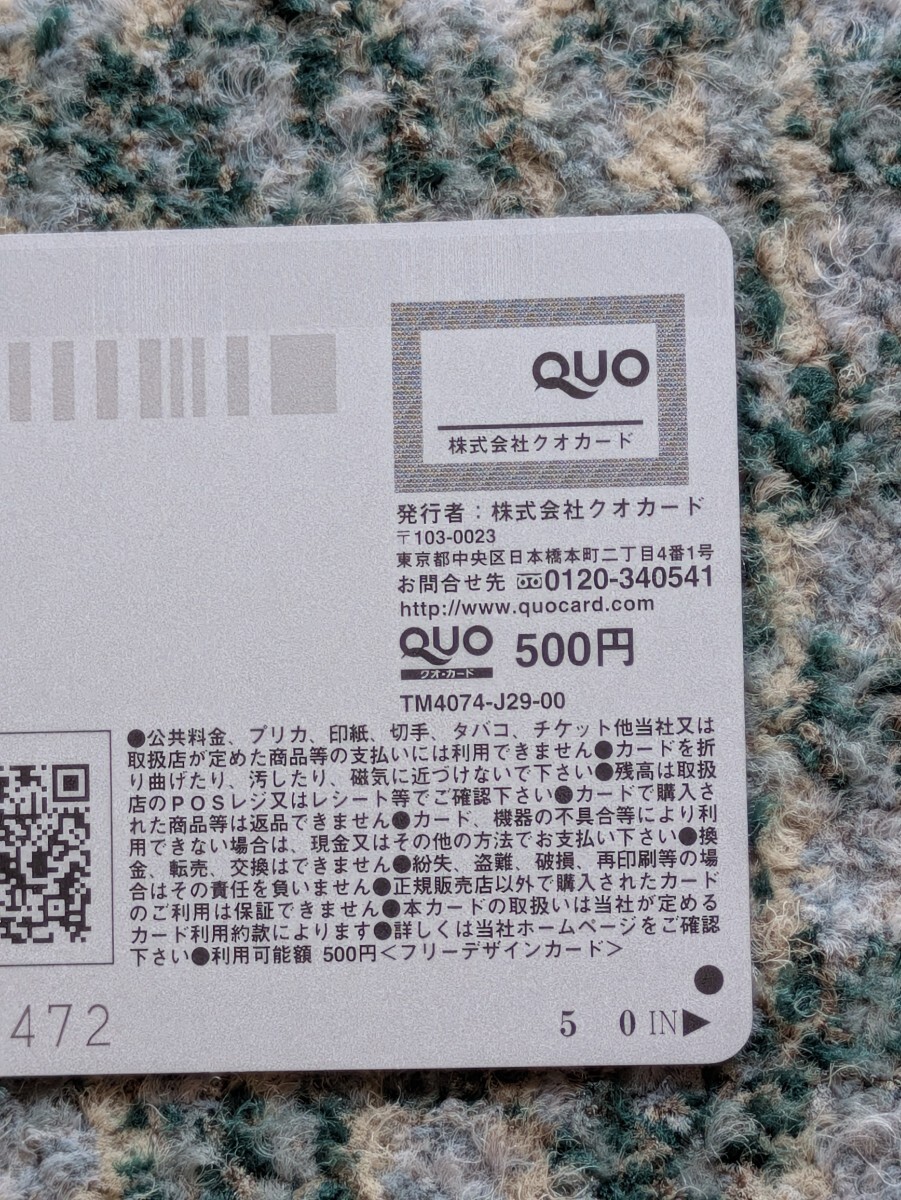 QUO
株式会社クオカード
発行者：株式会社クオカード
〒103-0023
東京都中央区日本橋本町二丁目4番1号
お問合せ先 0120-340541
http://www.quocard.com
QUO 500円
クオ・カード
TM4074-J29-00
●公共料金、プリカ、印紙、切手、タバコ、チケット他当社又は
取扱店が定めた商品等の支払いには利用できません●カードを折
り曲げたり、汚したり、磁気に近づけないで下さい●残高は取扱
店のPOSレジ又はレシート等でご確認下さい●カードで購入さ
れた商品等は返品できません●カード、機器の不具合等により利
用できない場合は、現金又はその他の方法でお支払い下さい●換
金、転売、交換はできません●紛失、盗難、破損、再印刷等の場
合はその責任を負いません●正規販売店以外で購入されたカード
のご利用は保証できません●本カードの取扱いは当社が定める
カード利用約款によります●詳しくは当社ホームページをご確認
下さい●利用可能額 500円＜フリーデザインカード＞
472
5 0 IN▶